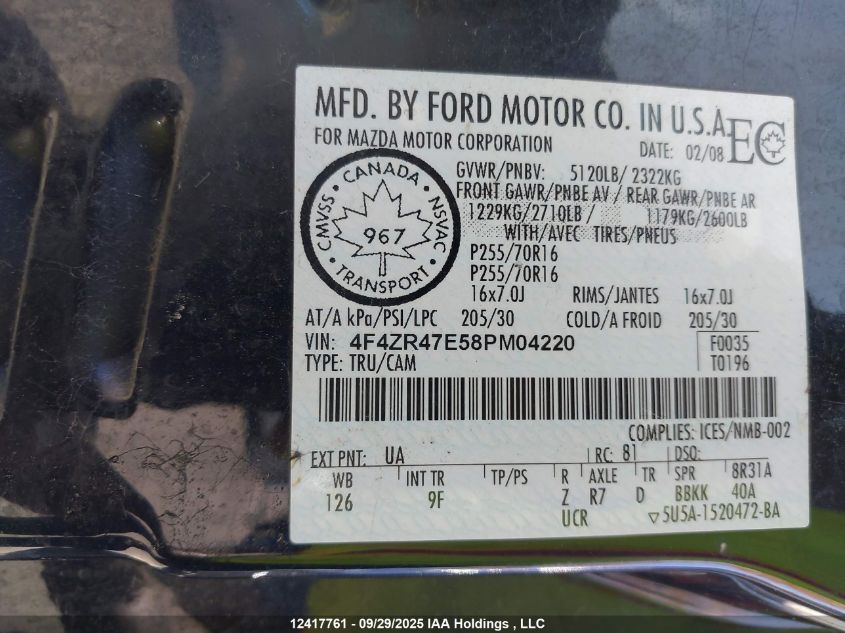 MFD. BY FORD MOTOR CO. IN U.S.A.
FOR MAZDA MOTOR CORPORATION
DATE: 02/08
EC
GVWR/PNBV: 5120LB/ 2322KG
FRONT GAWR/PNBE AV / REAR GAWR/PNBE AR
1229KG/2710LB / 1179KG/2600LB
WITH/AVEC TIRES/PNEUS
P255/70R16
P255/70R16
16x7.0J RIMS/JANTES 16x7.0J
CANADA
CMVSS NSVAC
967
TRANSPORT
AT/A kPa/PSI/LPC 205/30 COLD/A FROID 205/30
VIN: 4F4ZR47E58PM04220 F0035
TYPE: TRU/CAM T0196
COMPLIES: ICES/NMB-002
EXT PNT: UA RC: 81 DSO:
WB INT TR TP/PS R AXLE TR SPR 8R31A
126 9F Z R7 D BBKK 40A
UCR ▽5U5A-1520472-BA
12417761 - 09/29/2025 IAA Holdings , LLC